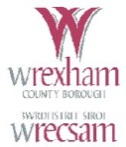 wrexham
COUNTY BOROUGH
BWRDEISTREF SIROL
wrecsam